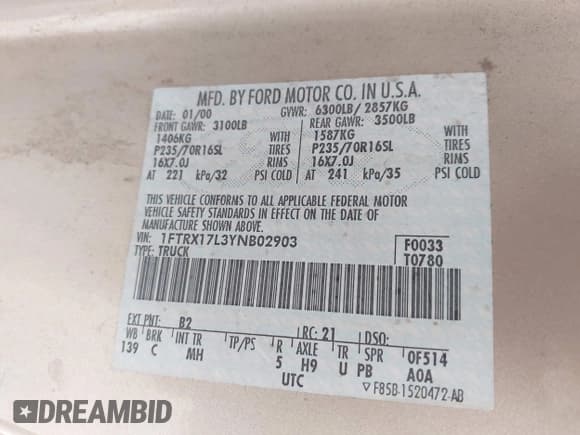 MFD. BY FORD MOTOR CO. IN U.S.A.
DATE: 01/00 GVWR: 6300LB/ 2857KG
FRONT GAWR: 3100LB REAR GAWR: 3500LB
1406KG WITH 1587KG WITH
P235/70R16SL TIRES P235/70R16SL TIRES
16X7.0J RIMS 16X7.0J RIMS
AT 221 kPa/32 PSI COLD AT 241 kPa/35 PSI COLD
THIS VEHICLE CONFORMS TO ALL APPLICABLE FEDERAL MOTOR
VEHICLE SAFETY STANDARDS IN EFFECT ON THE DATE OF
MANUFACTURE SHOWN ABOVE.
VIN: 1FTRX17L3YNB02903 F0033
TYPE: TRUCK T0780
EXT PNT: B2 RC: 21 DSO:
WB BRK INT TR TP/PS R AXLE TR SPR 0F514
139 C MH 5 H9 U PB A0A
UTC F85B-1520472-AB
DREAMBID